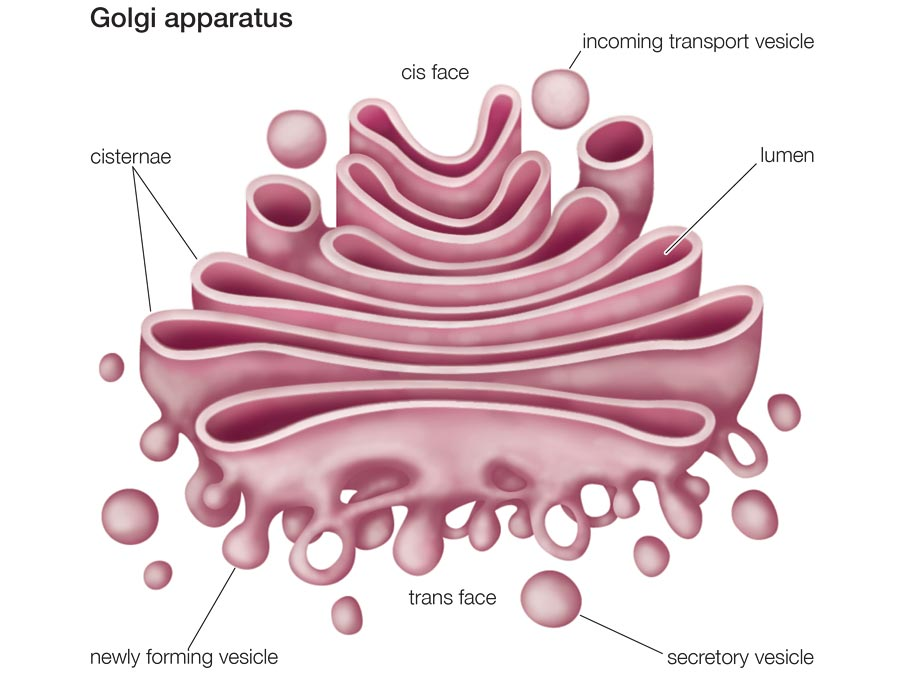 Golgi apparatus
incoming transport vesicle
cis face
cisternae
lumen
trans face
newly forming vesicle
secretory vesicle